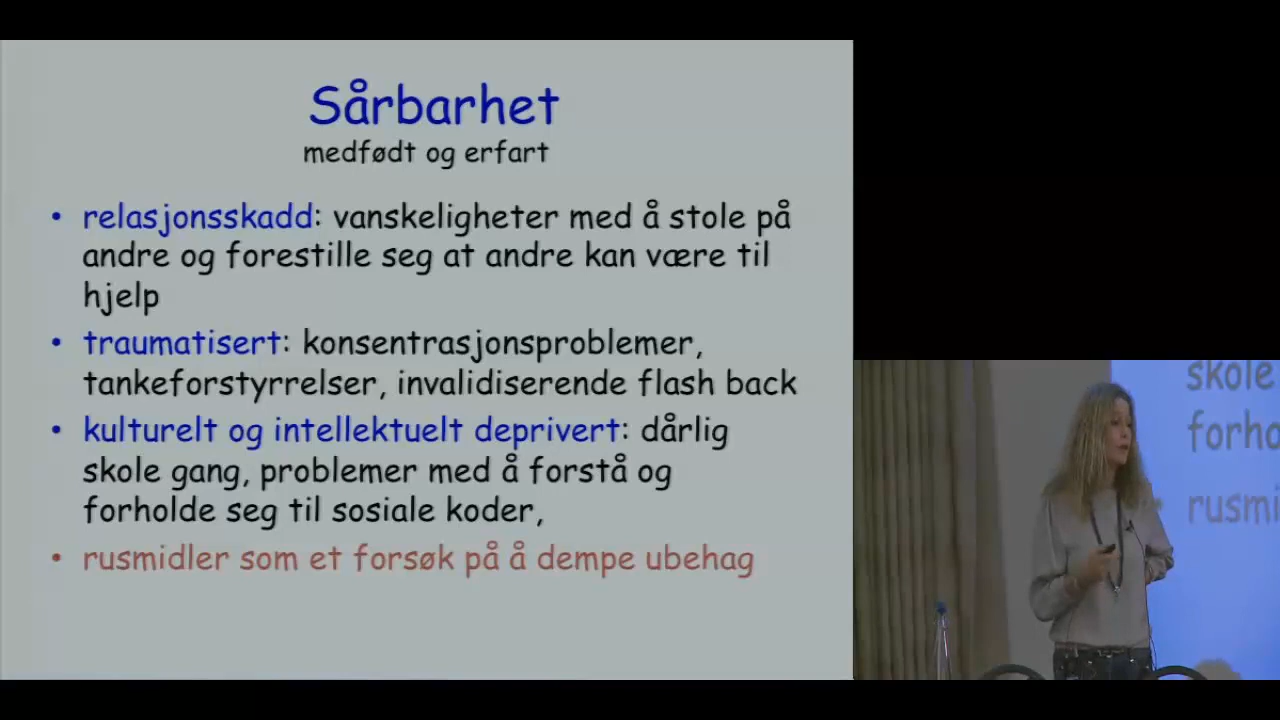 Sårbarhet
medfødt og erfart
• relasjonsskadd: vanskeligheter med å stole på
andre og forestille seg at andre kan være til
hjelp
• traumatisert: konsentrasjonsproblemer,
tankeforstyrrelser, invalidiserende flash back
• kulturelt og intellektuelt deprivert: dårlig
skole gang, problemer med å forstå og
forholde seg til sosiale koder,
• rusmidler som et forsøk på å dempe ubehag
skole
forho
rusmi